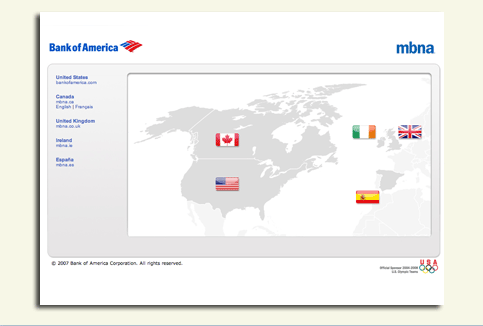 Bank of America
mbna
United States
bankofamerica.com
Canada
mbna.ca
English | Français
United Kingdom
mbna.co.uk
Ireland
mbna.ie
España
mbna.es
© 2007 Bank of America Corporation. All rights reserved.
Official Sponsor 2004-2008
U.S. Olympic Teams
USA